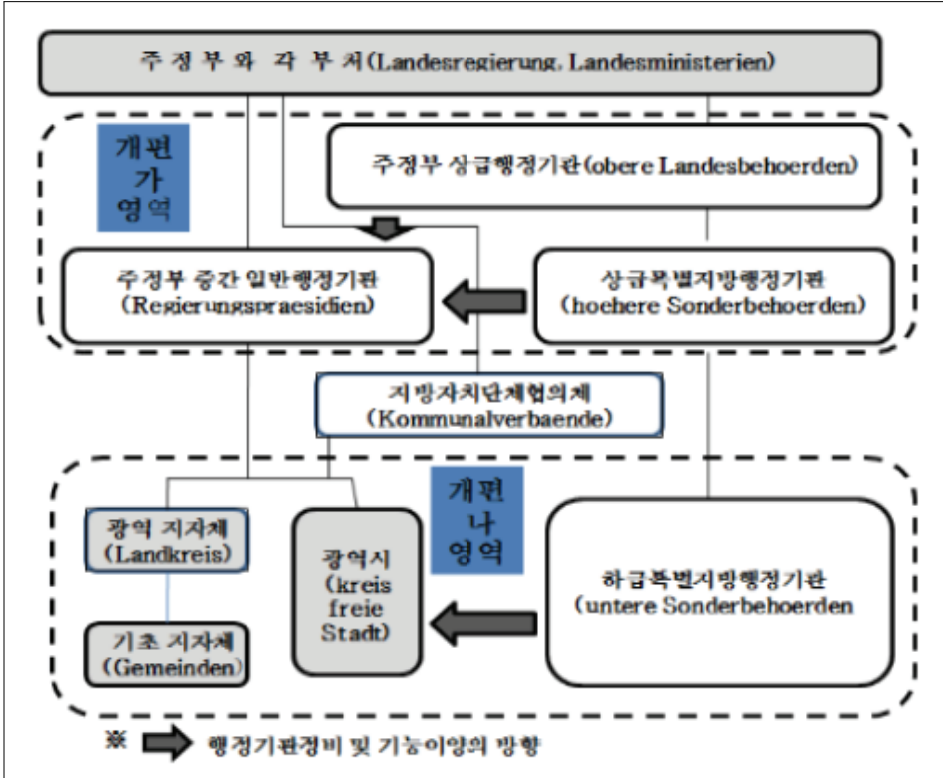 주정부와 각 부처(Landesregierung, Landesministerien)
개편
가
영역
주정부 상급행정기관(obere Landesbehoerden)
주정부 중간 일반행정기관
(Regierungspraesidien)
상급특별지방행정기관
(hoehere Sonderbehoerden)
지방자치단체협의체
(Kommunalverbaende)
개편
나
영역
광역 지자체
(Landkreis)
광역시
(kreis
freie
Stadt)
하급특별지방행정기관
(untere Sonderbehoerden
기초 지자체
(Gemeinden)
※ 행정기관정비 및 기능이양의 방향